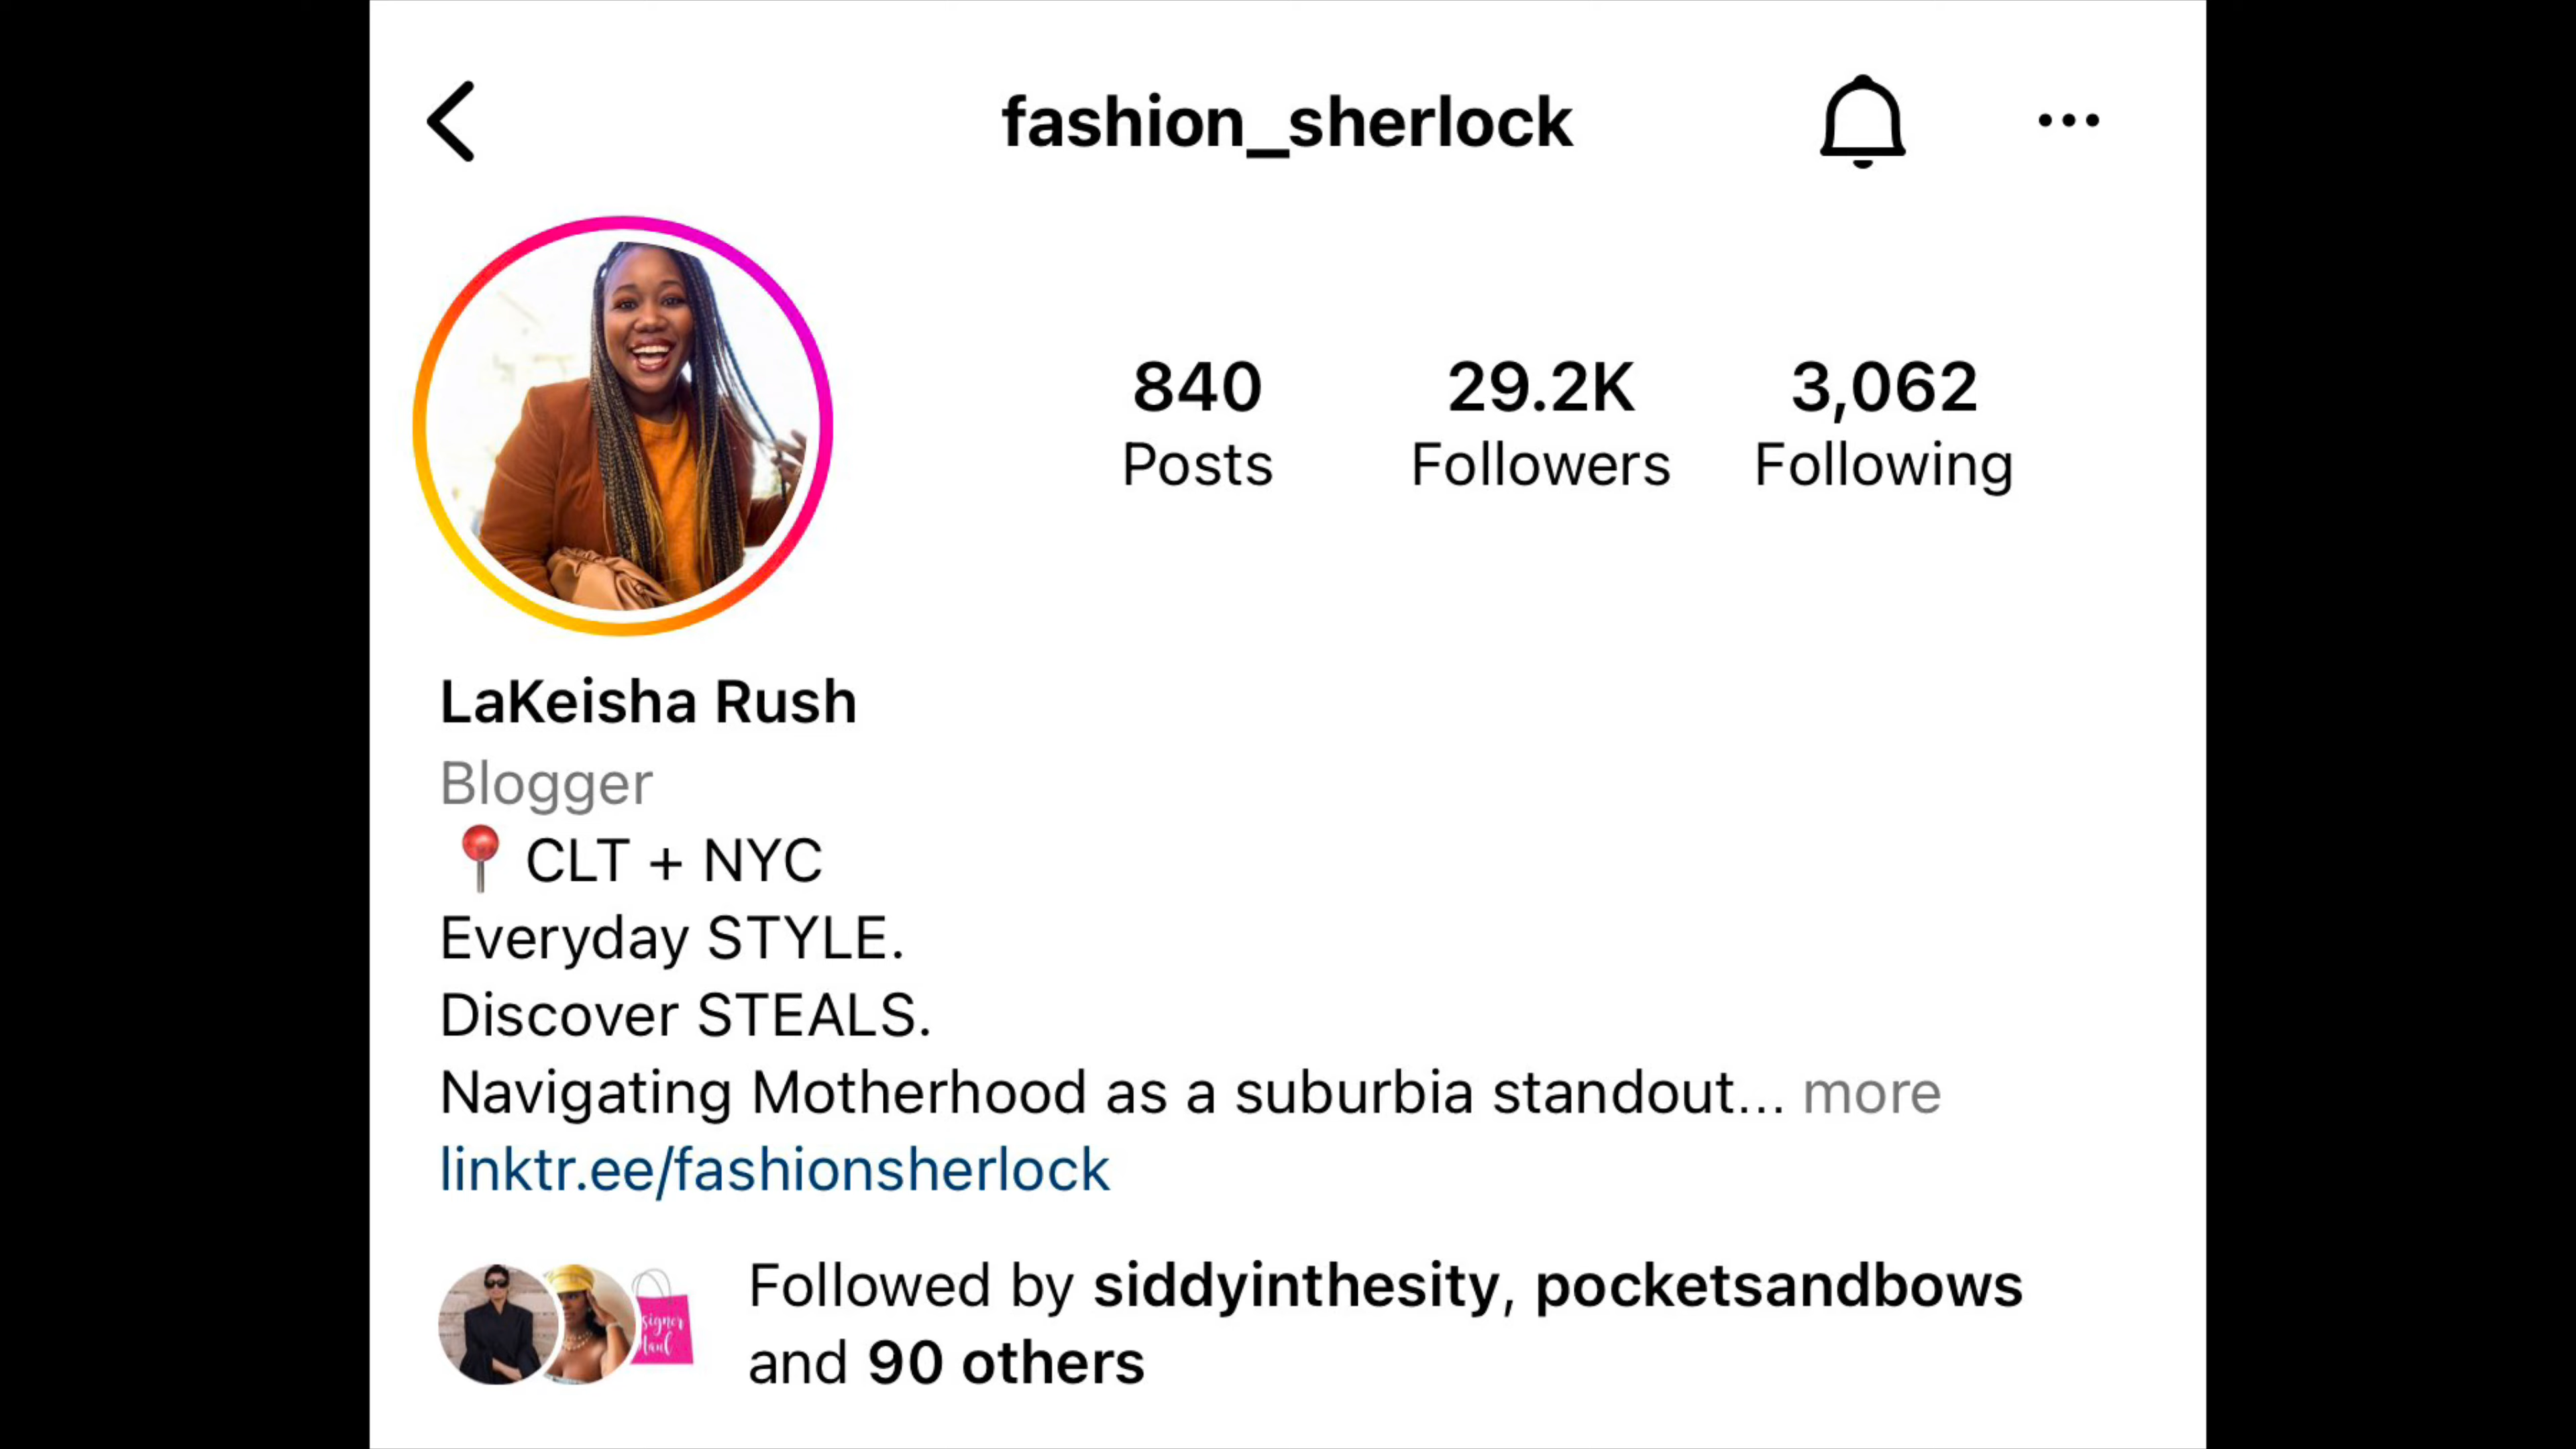 fashion_sherlock
840 29.2K 3,062
Posts Followers Following
LaKeisha Rush
Blogger
📍 CLT + NYC
Everyday STYLE.
Discover STEALS.
Navigating Motherhood as a suburbia standout... more
linktr.ee/fashionsherlock
Followed by siddyinthesity, pocketsandbows
and 90 others